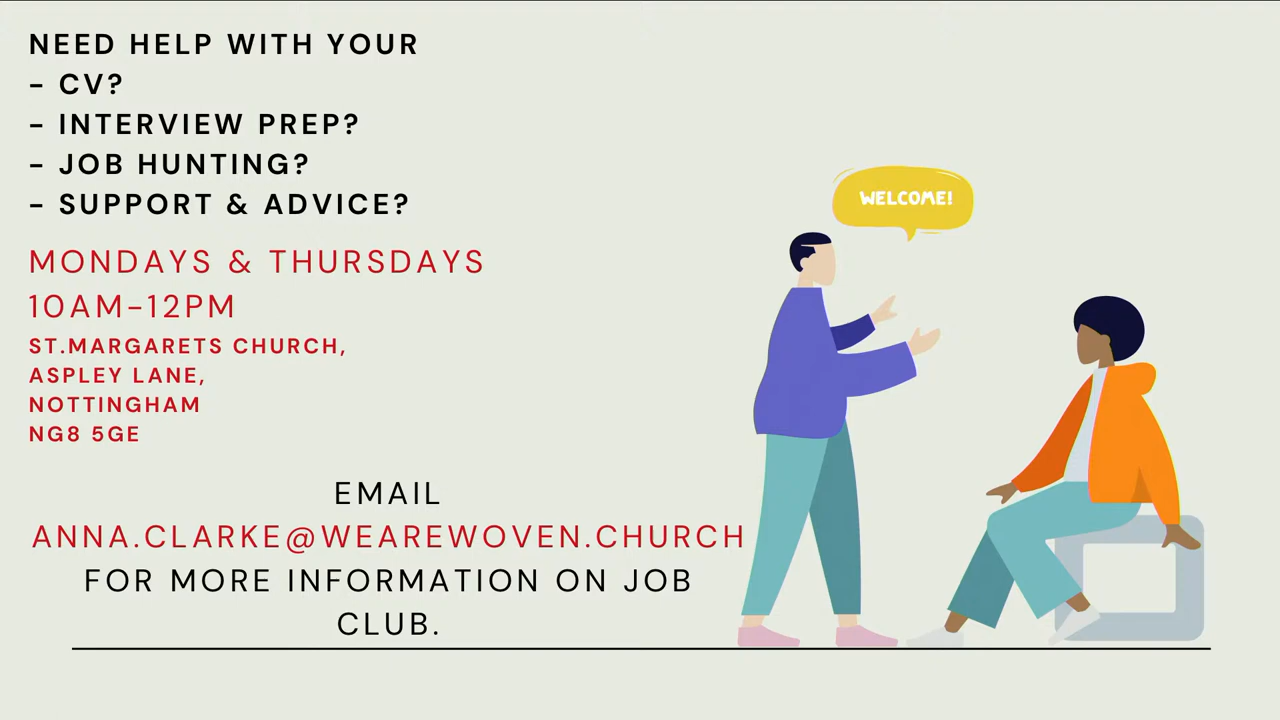 NEED HELP WITH YOUR
- CV?
- INTERVIEW PREP?
- JOB HUNTING?
- SUPPORT & ADVICE?
MONDAYS & THURSDAYS
10AM-12PM
ST.MARGARETS CHURCH,
ASPLEY LANE,
NOTTINGHAM
NG8 5GE
EMAIL
ANNA.CLARKE@WEAREWOVEN.CHURCH
FOR MORE INFORMATION ON JOB
CLUB.
WELCOME!